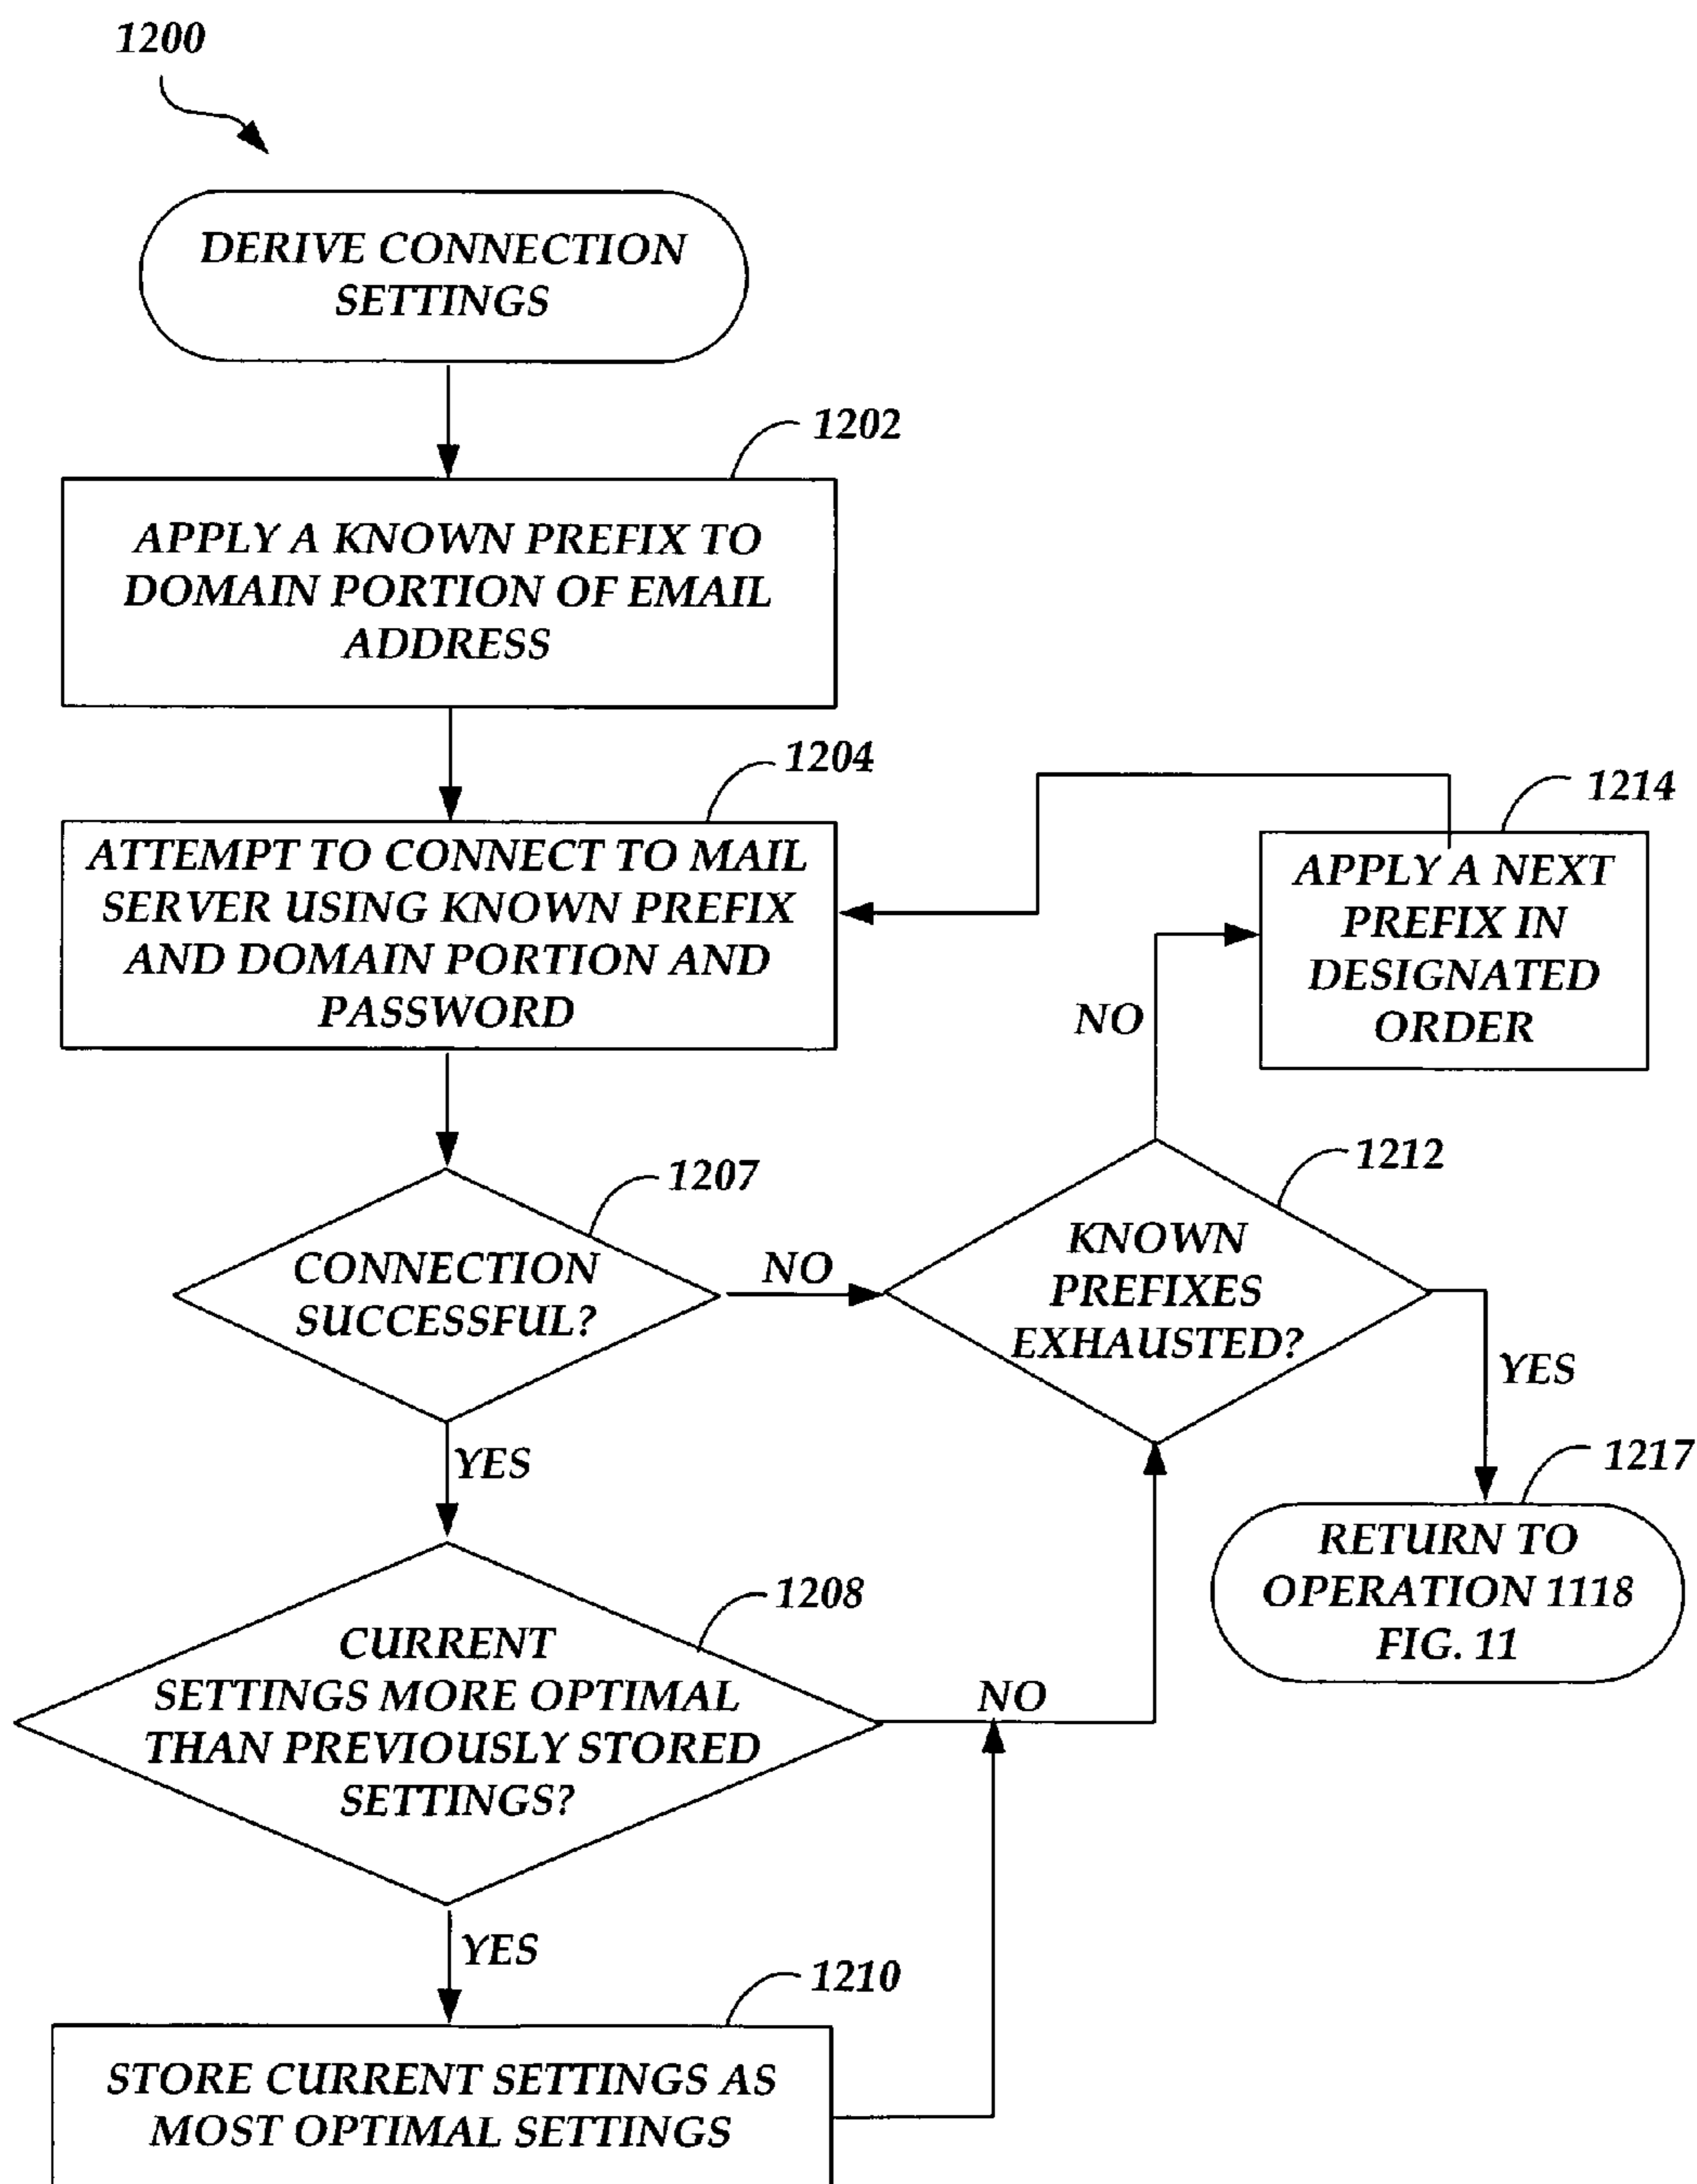 1200
DERIVE CONNECTION
SETTINGS
1202
APPLY A KNOWN PREFIX TO
DOMAIN PORTION OF EMAIL
ADDRESS
1204
ATTEMPT TO CONNECT TO MAIL
SERVER USING KNOWN PREFIX
AND DOMAIN PORTION AND
PASSWORD
1214
APPLY A NEXT
PREFIX IN
DESIGNATED
ORDER
NO
1207
CONNECTION
SUCCESSFUL?
NO
1212
KNOWN
PREFIXES
EXHAUSTED?
YES
YES
1217
RETURN TO
OPERATION 1118
FIG. 11
1208
CURRENT
SETTINGS MORE OPTIMAL
THAN PREVIOUSLY STORED
SETTINGS?
NO
YES
1210
STORE CURRENT SETTINGS AS
MOST OPTIMAL SETTINGS